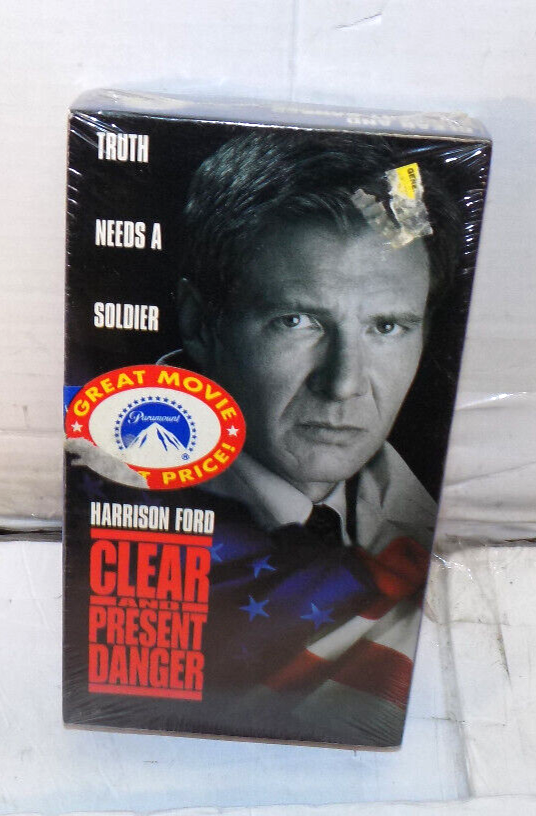 TRUTH
NEEDS A
SOLDIER
GREAT MOVIE
Paramount
®
PRICE!
HARRISON FORD
CLEAR
AND
PRESENT
DANGER